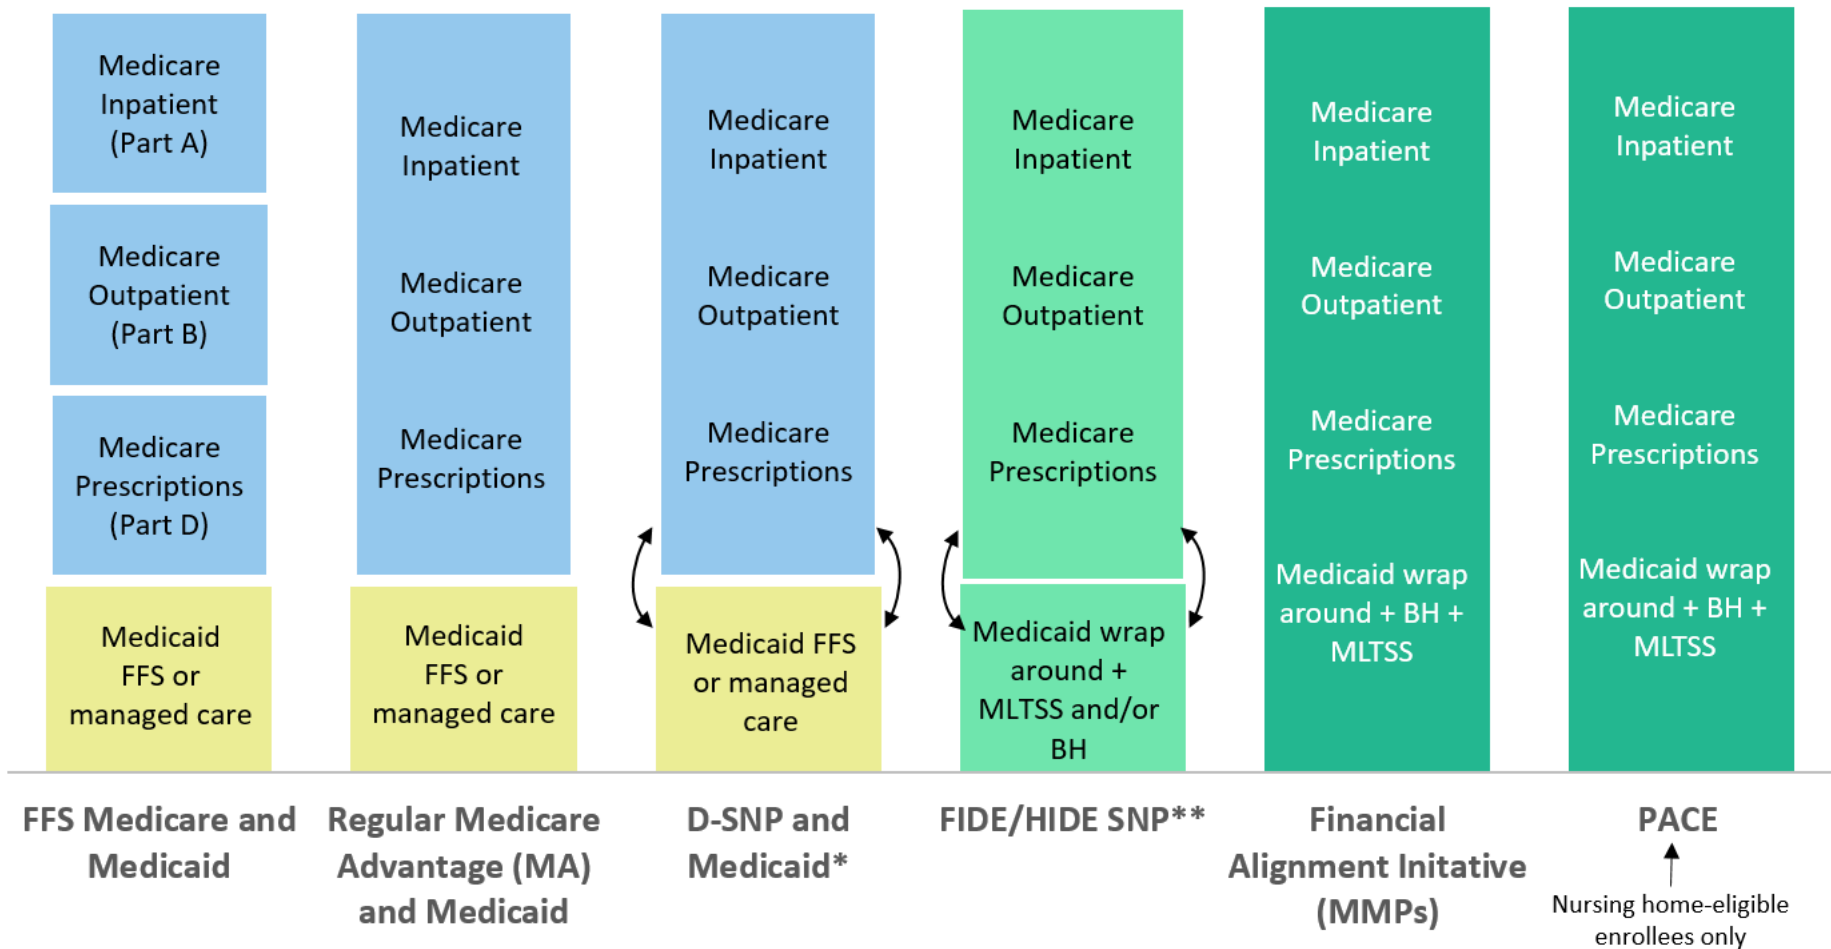 Medicare
Inpatient
(Part A)
Medicare
Outpatient
(Part B)
Medicare
Prescriptions
(Part D)
Medicaid
FFS or
managed care
FFS Medicare and
Medicaid
Medicare
Inpatient
Medicare
Outpatient
Medicare
Prescriptions
Medicaid
FFS or
managed care
Regular Medicare
Advantage (MA)
and Medicaid
Medicare
Inpatient
Medicare
Outpatient
Medicare
Prescriptions
Medicaid FFS
or managed
care
D-SNP and
Medicaid*
Medicare
Inpatient
Medicare
Outpatient
Medicare
Prescriptions
Medicaid wrap
around +
MLTSS and/or
BH
FIDE/HIDE SNP**
Medicare
Inpatient
Medicare
Outpatient
Medicare
Prescriptions
Medicaid wrap
around + BH +
MLTSS
Financial
Alignment Initative
(MMPs)
Medicare
Inpatient
Medicare
Outpatient
Medicare
Prescriptions
Medicaid wrap
around + BH +
MLTSS
PACE
Nursing home-eligible
enrollees only